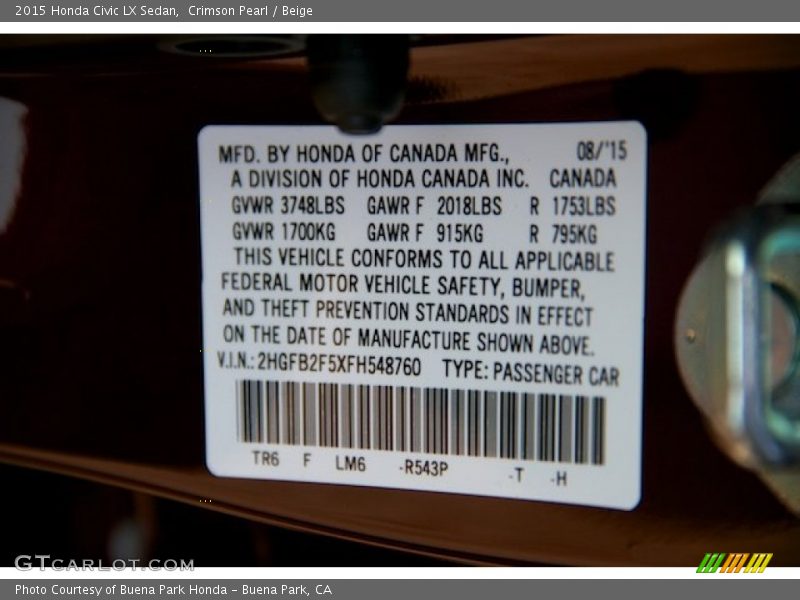 2015 Honda Civic LX Sedan,  Crimson Pearl / Beige
MFD. BY HONDA OF CANADA MFG., 08/'15
A DIVISION OF HONDA CANADA INC. CANADA
GVWR 3748LBS GAWR F 2018LBS R 1753LBS
GVWR 1700KG GAWR F 915KG R 795KG
THIS VEHICLE CONFORMS TO ALL APPLICABLE
FEDERAL MOTOR VEHICLE SAFETY, BUMPER,
AND THEFT PREVENTION STANDARDS IN EFFECT
ON THE DATE OF MANUFACTURE SHOWN ABOVE.
V.I.N.: 2HGFB2F5XFH548760 TYPE: PASSENGER CAR
TR6 F LM6 -R543P -T -H
GTCARLOT.COM
Photo Courtesy of Buena Park Honda - Buena Park, CA